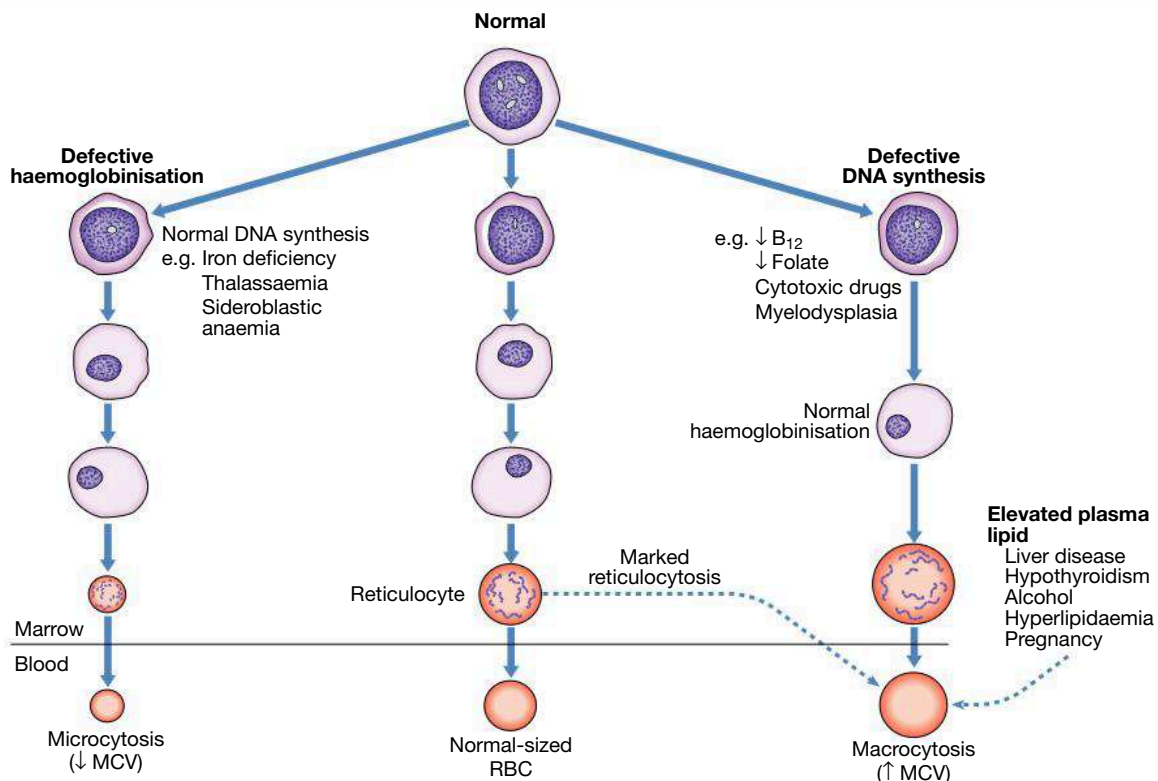 Normal
Defective
haemoglobinisation
Normal DNA synthesis
e.g. Iron deficiency
Thalassaemia
Sideroblastic
anaemia
Defective
DNA synthesis
e.g. ↓ B₁₂
↓ Folate
Cytotoxic drugs
Myelodysplasia
Normal
haemoglobinisation
Elevated plasma
lipid
Liver disease
Hypothyroidism
Alcohol
Hyperlipidaemia
Pregnancy
Marked
reticulocytosis
Reticulocyte
Marrow
Blood
Microcytosis
(↓ MCV)
Normal-sized
RBC
Macrocytosis
(↑ MCV)